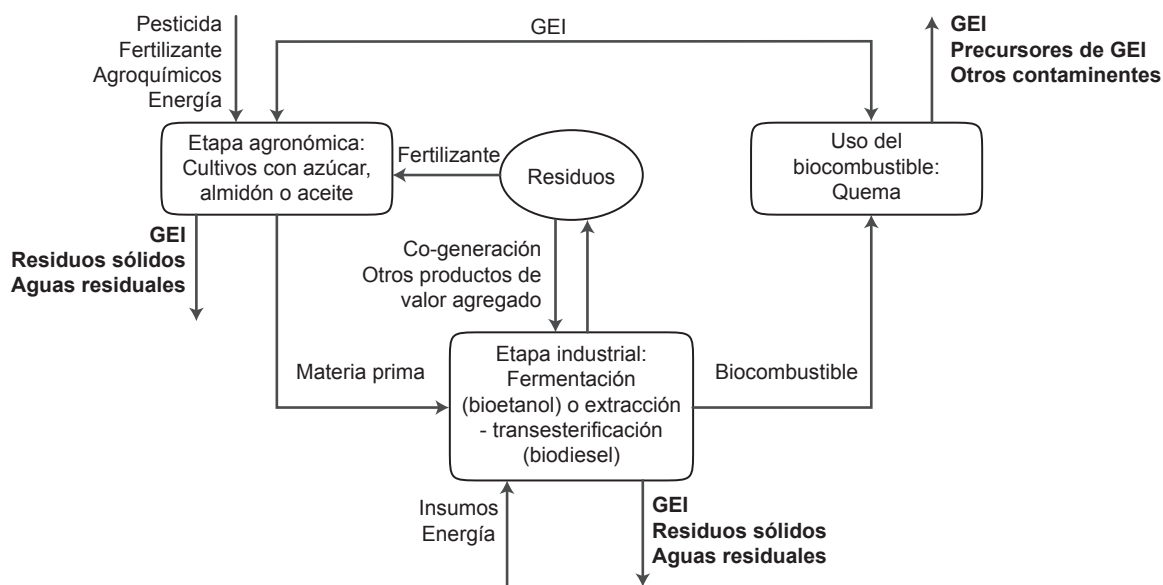 Pesticida
Fertilizante
Agroquímicos
Energía
GEI
GEI
Precursores de GEI
Otros contaminentes
Etapa agronómica:
Cultivos con azúcar,
almidón o aceite
Fertilizante
Residuos
Uso del
biocombustible:
Quema
GEI
Residuos sólidos
Aguas residuales
Co-generación
Otros productos de
valor agregado
Materia prima
Etapa industrial:
Fermentación
(bioetanol) o extracción
- transesterificación
(biodiesel)
Biocombustible
Insumos
Energía
GEI
Residuos sólidos
Aguas residuales